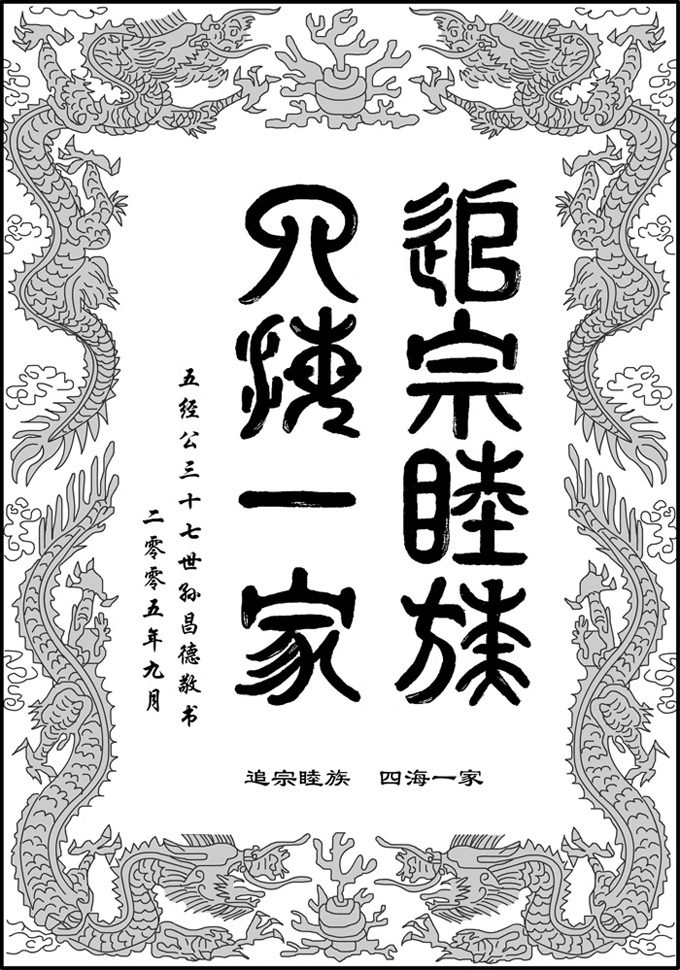 追宗睦族
四海一家
五经公三十七世孙昌德敬书
二零零五年九月
追宗睦族 四海一家